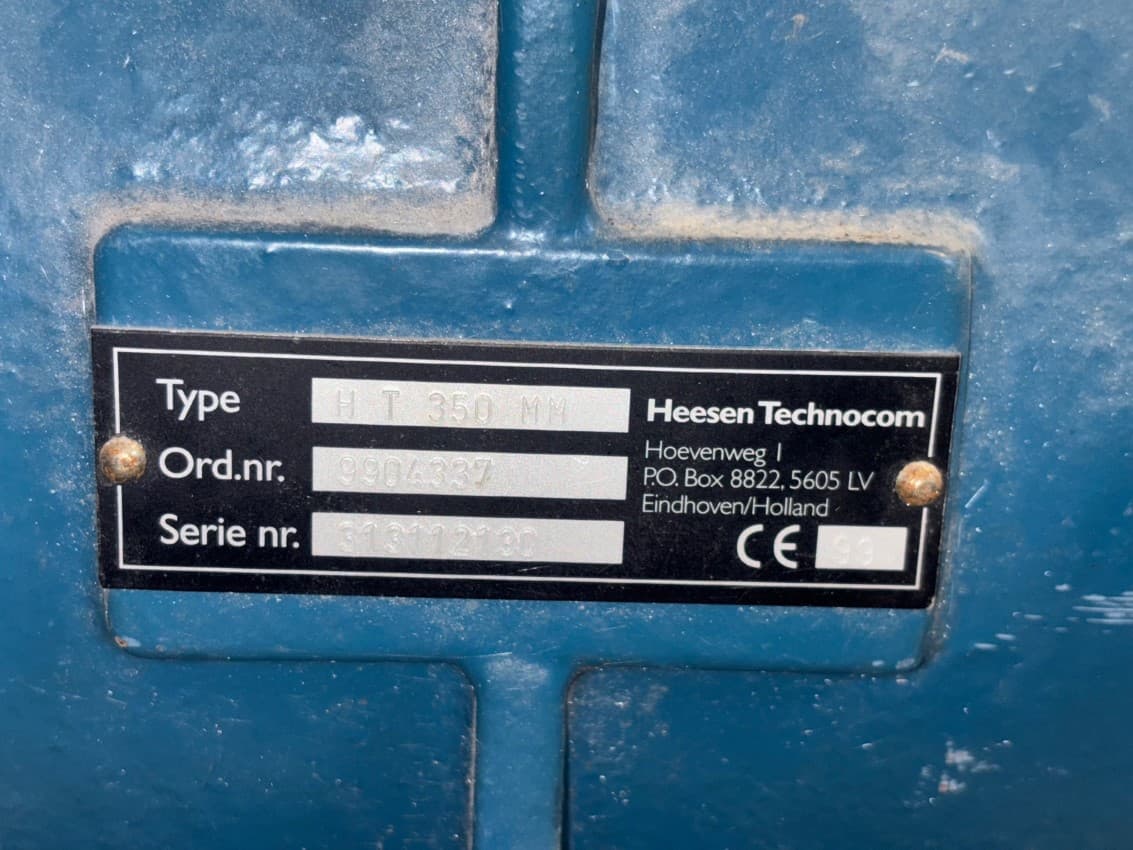 Type H T 350 MM
Ord.nr. 9904337
Serie nr. 313112130
Heesen Technocom
Hoevenweg 1
P.O. Box 8822, 5605 LV
Eindhoven/Holland
CE 99